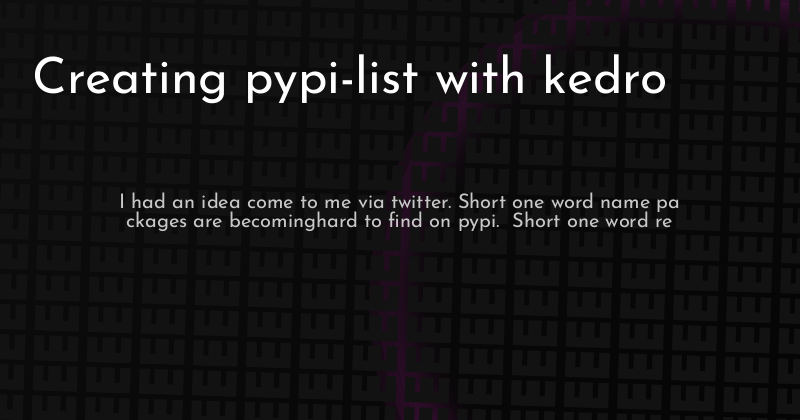 Creating pypi-list with kedro
I had an idea come to me via twitter. Short one word name pa
ckages are becominghard to find on pypi.  Short one word re